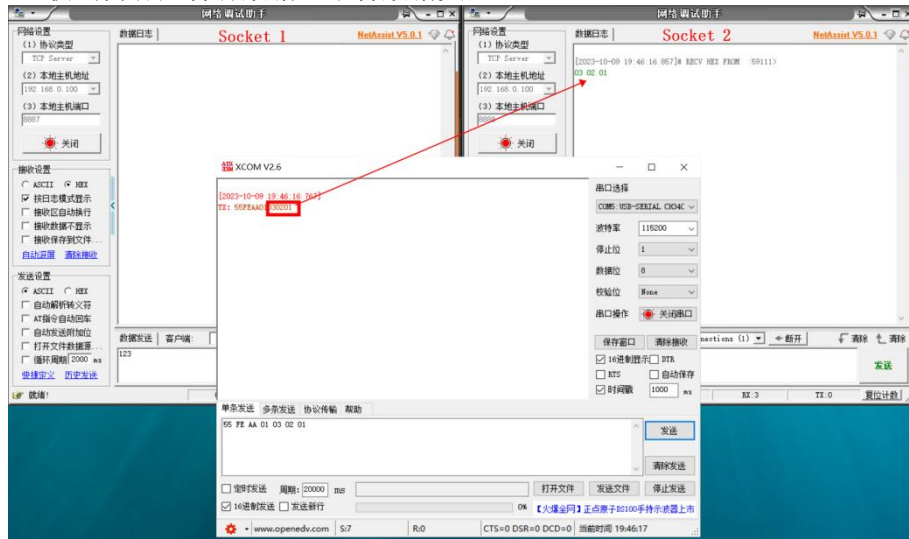 网络调试助手
网络设置
(1) 协议类型
TCP Server
(2) 本地主机地址
192.168.0.100
(3) 本地主机端口
8887
关闭
接收设置
ASCII HEX
按日志模式显示
接收区自动换行
接收数据不显示
接收保存到文件...
自动滚屏 清除接收
发送设置
ASCII HEX
自动解析转义符
AT指令自动回车
自动发送附加位
打开文件数据源...
循环周期 2000 ms
快捷定义 历史发送
就绪!
数据日志 Socket 1 NetAssist V5.0.1
数据发送 客户端:
123
网络调试助手
网络设置
(1) 协议类型
TCP Server
(2) 本地主机地址
192.168.0.100
(3) 本地主机端口
关闭
数据日志 Socket 2 NetAssist V5.0.1
[2023-10-09 19:46:16.857]# RECV HEX FROM :59111>
03 02 01
nections (1) 断开 清除 清除
发送
RX:3 TX:0 复位计数
XCOM V2.6
[2023-10-09 19:46:16.767]
TX: 55FEAA01030201
串口选择
COM5:USB-SERIAL CH34C
波特率 115200
停止位 1
数据位 8
校验位 None
串口操作 关闭串口
保存窗口 清除接收
16进制显示 DTR
RTS 自动保存
时间戳 1000 ms
单条发送 多条发送 协议传输 帮助
55 FE AA 01 03 02 01
发送
清除发送
定时发送 周期: 20000 ms 打开文件 发送文件 停止发送
16进制发送 发送新行 0% 【火爆全网】正点原子DS100手持示波器上市
www.openedv.com S:7 R:0 CTS=0 DSR=0 DCD=0 当前时间 19:46:17